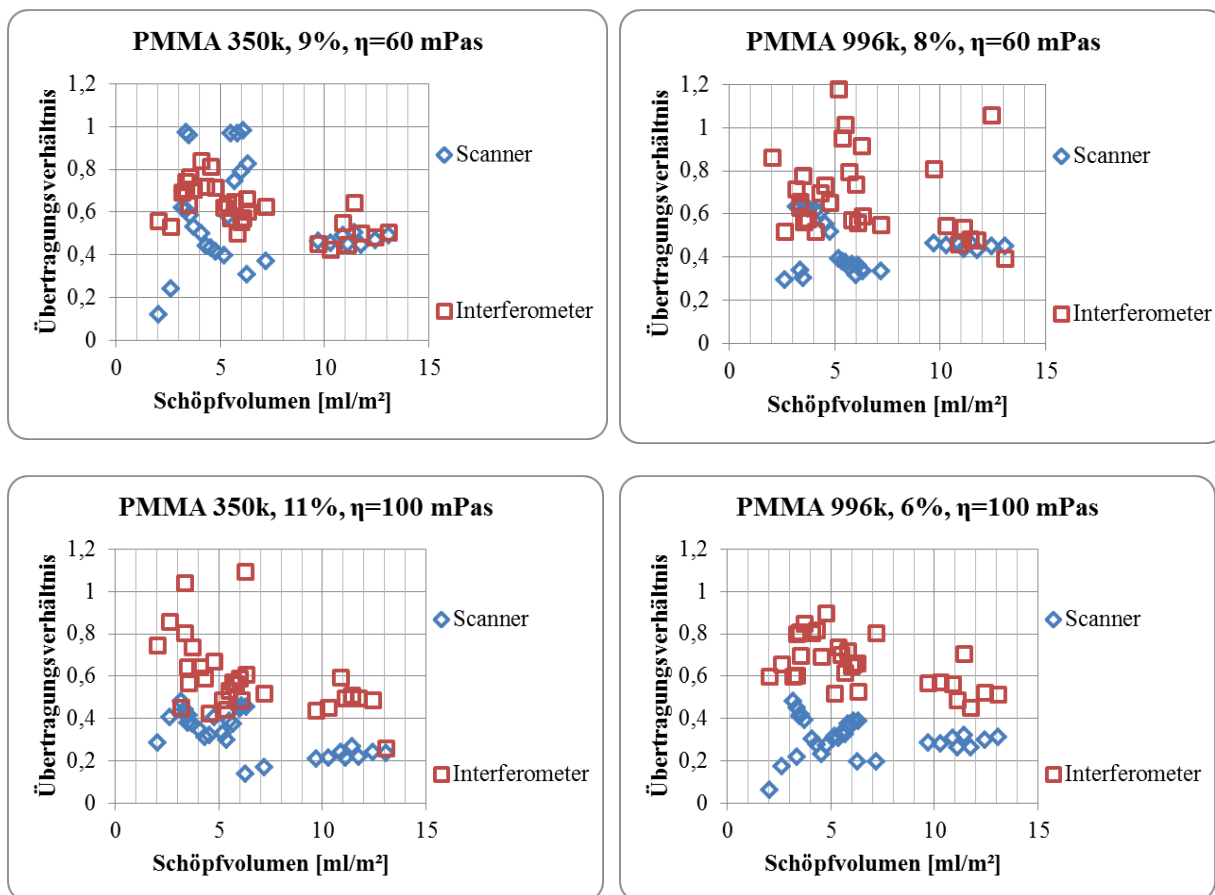 PMMA 350k, 9%, η=60 mPas
Übertragungsverhältnis
1,2
1
0,8
0,6
0,4
0,2
0
0
5
10
15
Schöpfvolumen [ml/m²]
Scanner
Interferometer
PMMA 996k, 8%, η=60 mPas
Übertragungsverhältnis
1,2
1
0,8
0,6
0,4
0,2
0
0
5
10
15
Schöpfvolumen [ml/m²]
Scanner
Interferometer
PMMA 350k, 11%, η=100 mPas
Übertragungsverhältnis
1,2
1
0,8
0,6
0,4
0,2
0
0
5
10
15
Schöpfvolumen [ml/m²]
Scanner
Interferometer
PMMA 996k, 6%, η=100 mPas
Übertragungsverhältnis
1,2
1
0,8
0,6
0,4
0,2
0
0
5
10
15
Schöpfvolumen [ml/m²]
Scanner
Interferometer